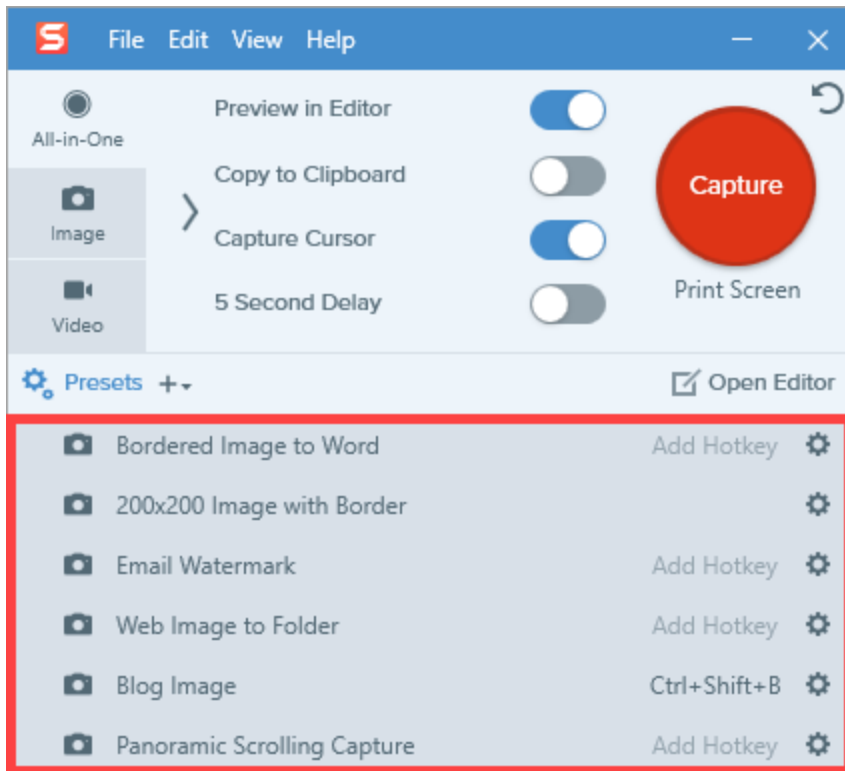 S File Edit View Help
All-in-One
Image
Video
Preview in Editor
Copy to Clipboard
Capture Cursor
5 Second Delay
Capture
Print Screen
Presets
Open Editor
Bordered Image to Word Add Hotkey
200x200 Image with Border
Email Watermark Add Hotkey
Web Image to Folder Add Hotkey
Blog Image Ctrl+Shift+B
Panoramic Scrolling Capture Add Hotkey